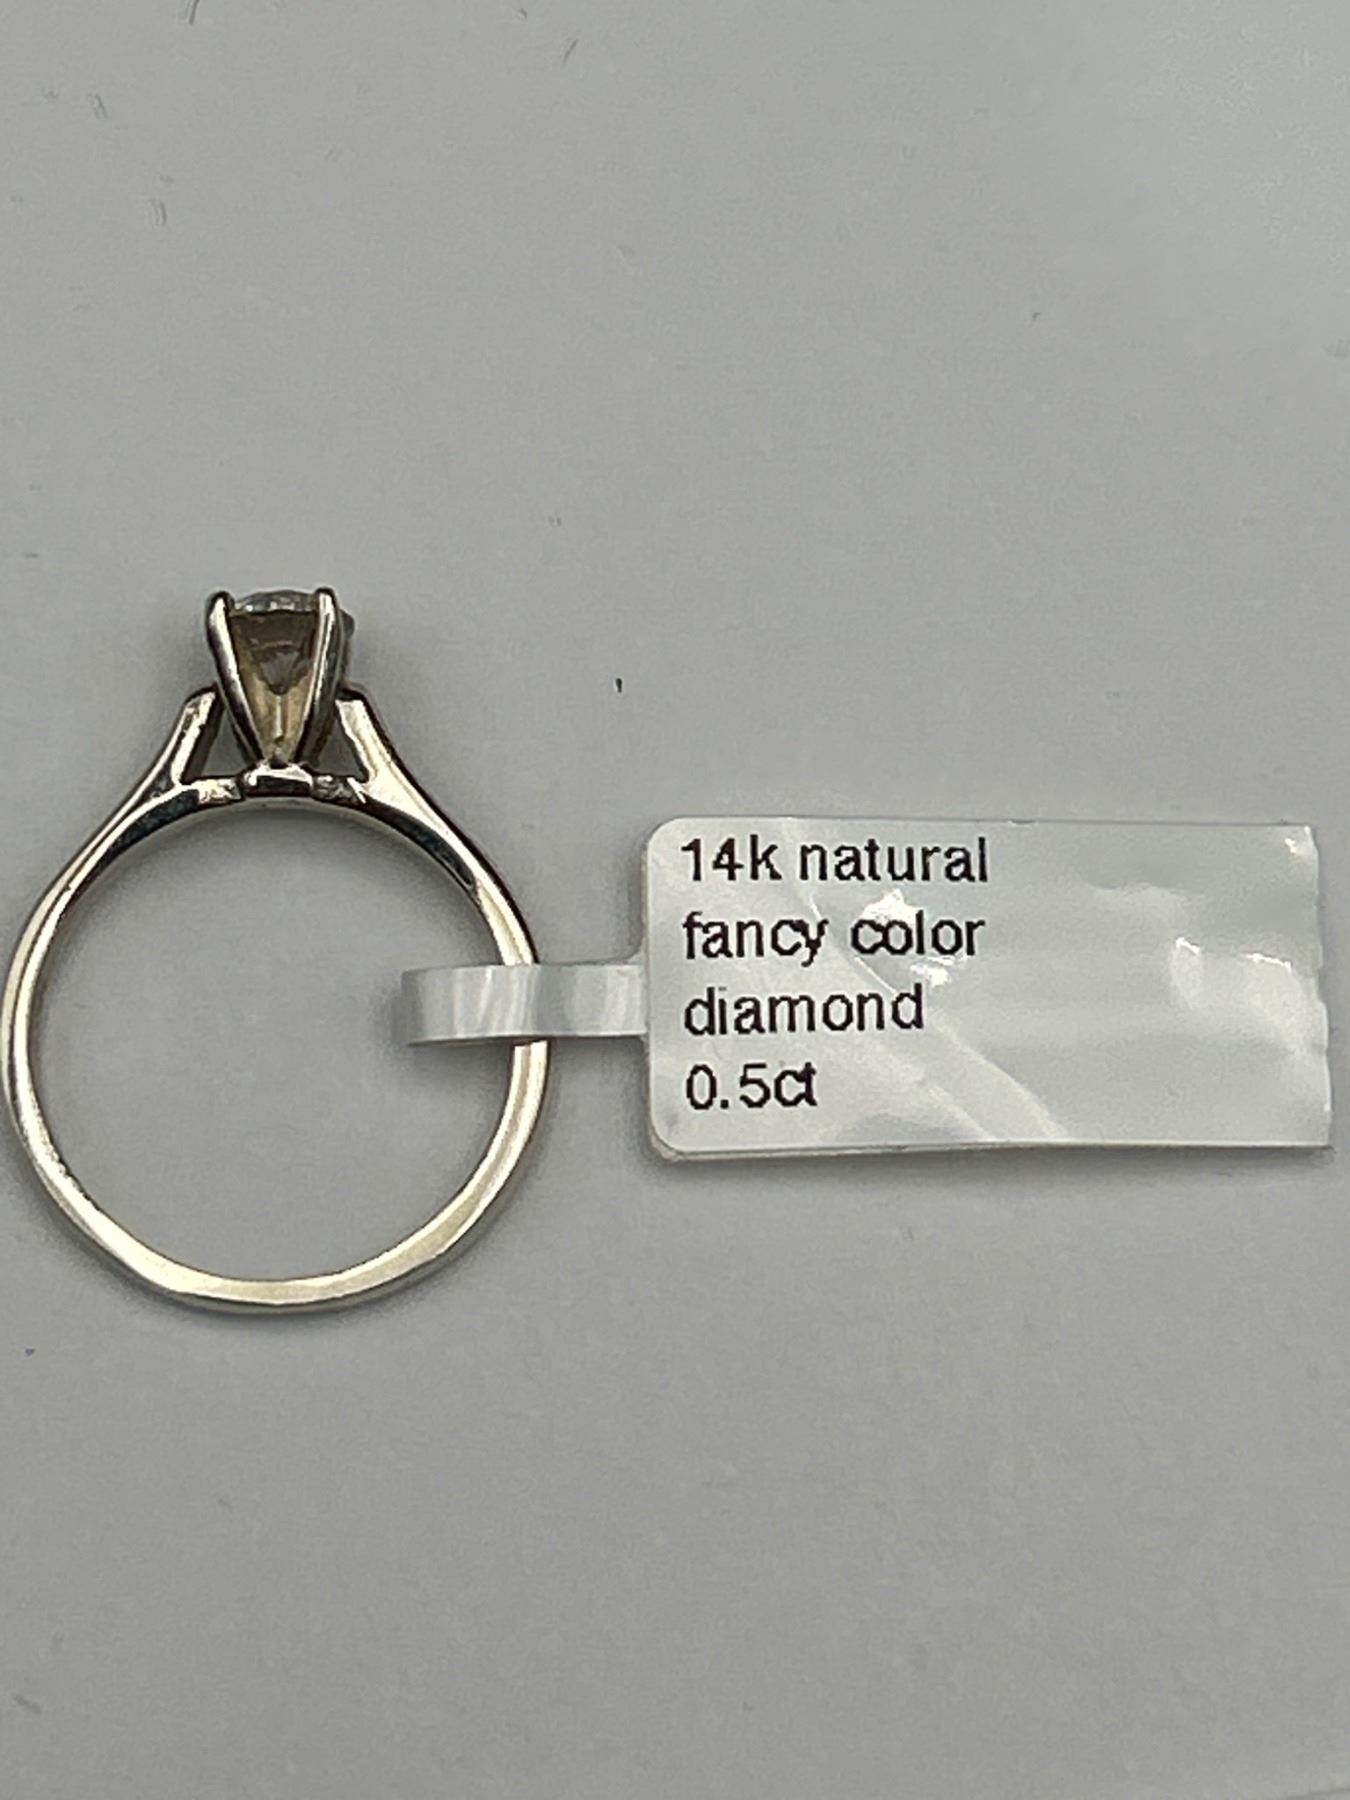 14k natural
fancy color
diamond
0.5ct